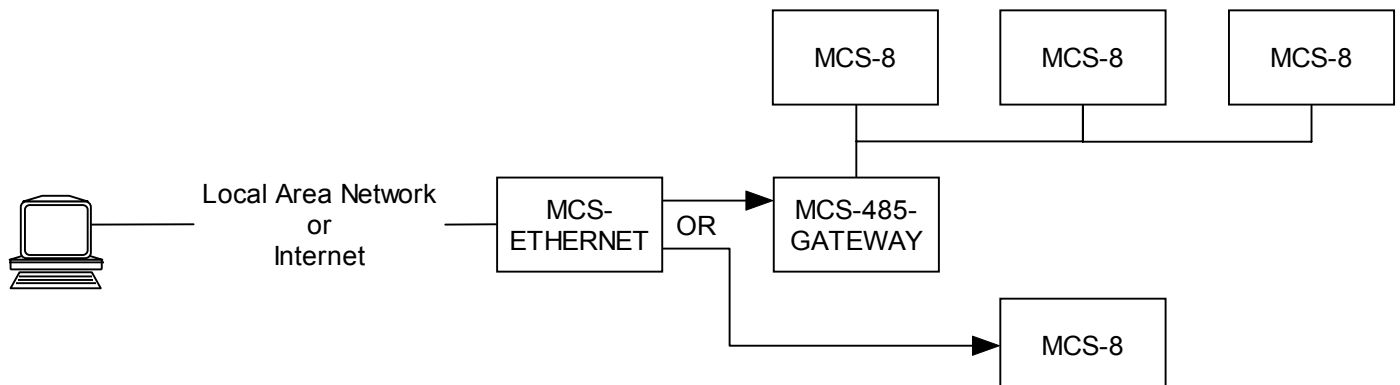 MCS-8
MCS-8
MCS-8
Local Area Network
or
Internet
MCS-
ETHERNET
OR
MCS-485-
GATEWAY
MCS-8